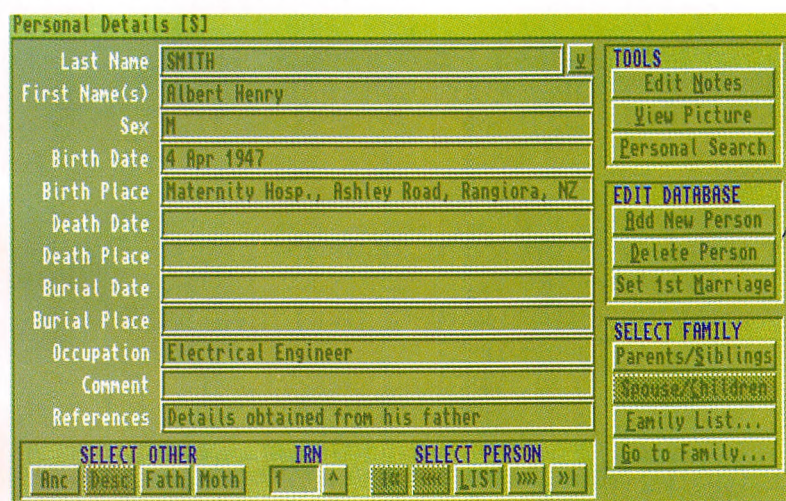 Personal Details [S]
Last Name SMITH v
First Name(s) Albert Henry
Sex M
Birth Date 4 Apr 1947
Birth Place Maternity Hosp., Ashley Road, Rangiora, NZ
Death Date
Death Place
Burial Date
Burial Place
Occupation Electrical Engineer
Comment
References Details obtained from his father
SELECT OTHER IRN SELECT PERSON
Anc Desc Fath Moth 1 ^ |« «« LIST »» »|
TOOLS
Edit Notes
View Picture
Personal Search
EDIT DATABASE
Add New Person
Delete Person
Set 1st Marriage
SELECT FAMILY
Parents/Siblings
Spouse/Children
Family List...
Go to Family...